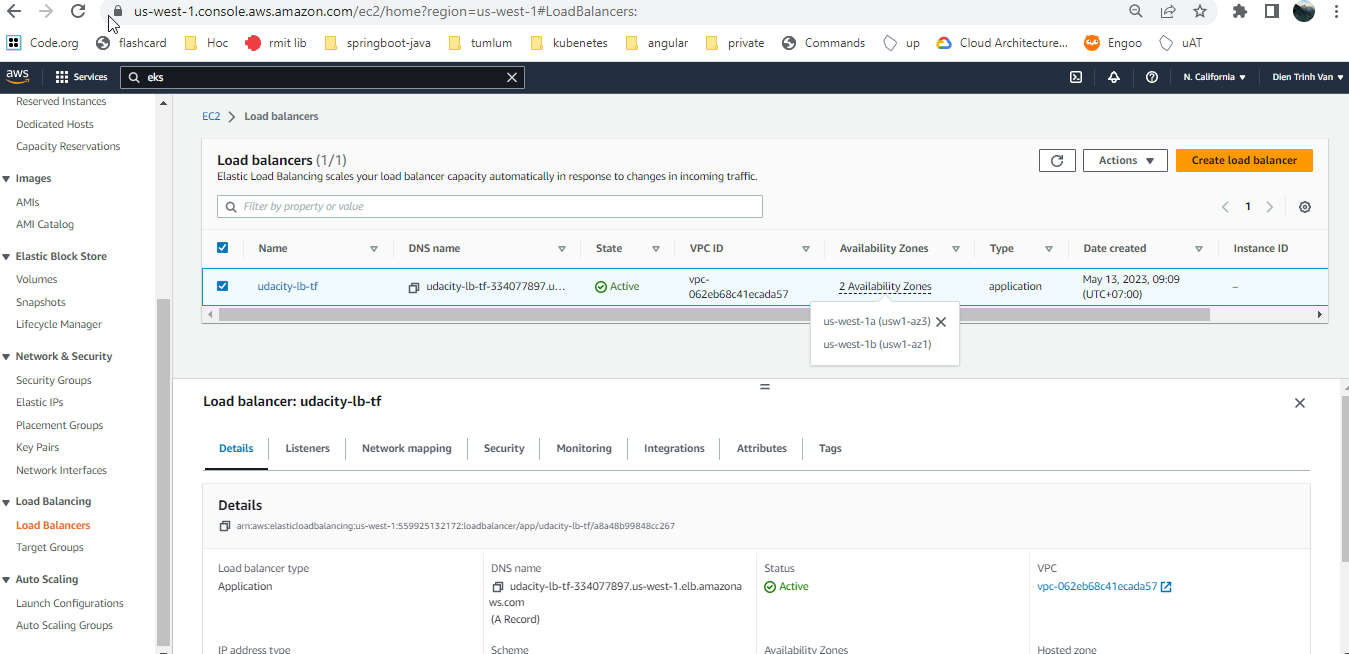 us-west-1.console.aws.amazon.com/ec2/home?region=us-west-1#LoadBalancers:
Code.org flashcard Hoc rmit lib springboot-java tumlum kubenetes angular private Commands up Cloud Architecture... Engoo uAT
aws Services eks N. California Dien Trinh Van
Reserved Instances
Dedicated Hosts
Capacity Reservations
Images
AMIs
AMI Catalog
Elastic Block Store
Volumes
Snapshots
Lifecycle Manager
Network & Security
Security Groups
Elastic IPs
Placement Groups
Key Pairs
Network Interfaces
Load Balancing
Load Balancers
Target Groups
Auto Scaling
Launch Configurations
Auto Scaling Groups
EC2 Load balancers
Load balancers (1/1)
Elastic Load Balancing scales your load balancer capacity automatically in response to changes in incoming traffic.
Actions Create load balancer
Filter by property or value
1
Name DNS name State VPC ID Availability Zones Type Date created Instance ID
udacity-lb-tf udacity-lb-tf-334077897.u... Active vpc-062eb68c41ecada57 2 Availability Zones application May 13, 2023, 09:09 (UTC+07:00) –
us-west-1a (usw1-az3)
us-west-1b (usw1-az1)
Load balancer: udacity-lb-tf
Details Listeners Network mapping Security Monitoring Integrations Attributes Tags
Details
arn:aws:elasticloadbalancing:us-west-1:559925132172:loadbalancer/app/udacity-lb-tf/a8a48b99848cc267
Load balancer type
Application
DNS name
udacity-lb-tf-334077897.us-west-1.elb.amazona
ws.com
(A Record)
Status
Active
VPC
vpc-062eb68c41ecada57
IP address type Scheme Availability Zones Hosted zone